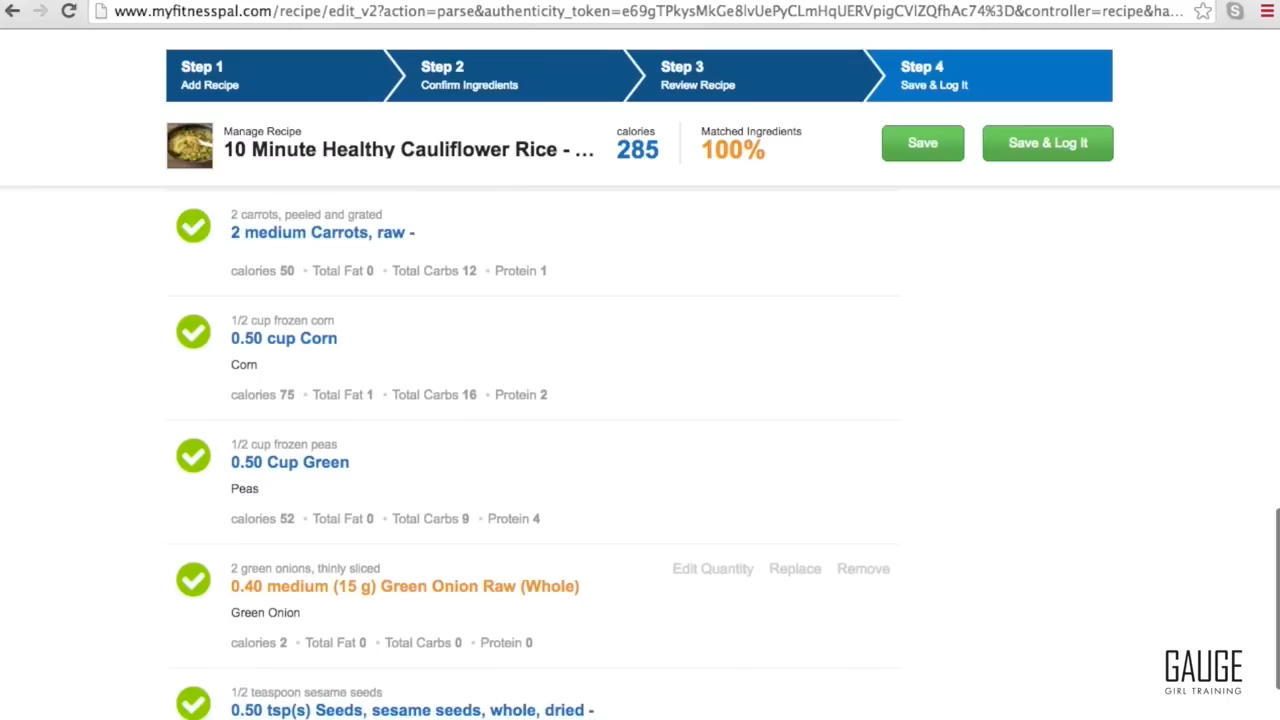 www.myfitnesspal.com/recipe/edit_v2?action=parse&authenticity_token=e69gTPkysMkGe8lvUePyCLmHqUERVpigCVlZQfhAc74%3D&controller=recipe&ha...
Step 1
Add Recipe
Step 2
Confirm Ingredients
Step 3
Review Recipe
Step 4
Save & Log It
Manage Recipe
10 Minute Healthy Cauliflower Rice - ...
calories
285
Matched Ingredients
100%
Save
Save & Log It
2 carrots, peeled and grated
2 medium Carrots, raw -
calories 50 • Total Fat 0 • Total Carbs 12 • Protein 1
1/2 cup frozen corn
0.50 cup Corn
Corn
calories 75 • Total Fat 1 • Total Carbs 16 • Protein 2
1/2 cup frozen peas
0.50 Cup Green
Peas
calories 52 • Total Fat 0 • Total Carbs 9 • Protein 4
2 green onions, thinly sliced
Edit Quantity Replace Remove
0.40 medium (15 g) Green Onion Raw (Whole)
Green Onion
calories 2 • Total Fat 0 • Total Carbs 0 • Protein 0
1/2 teaspoon sesame seeds
0.50 tsp(s) Seeds, sesame seeds, whole, dried -
GAUGE
GIRL TRAINING